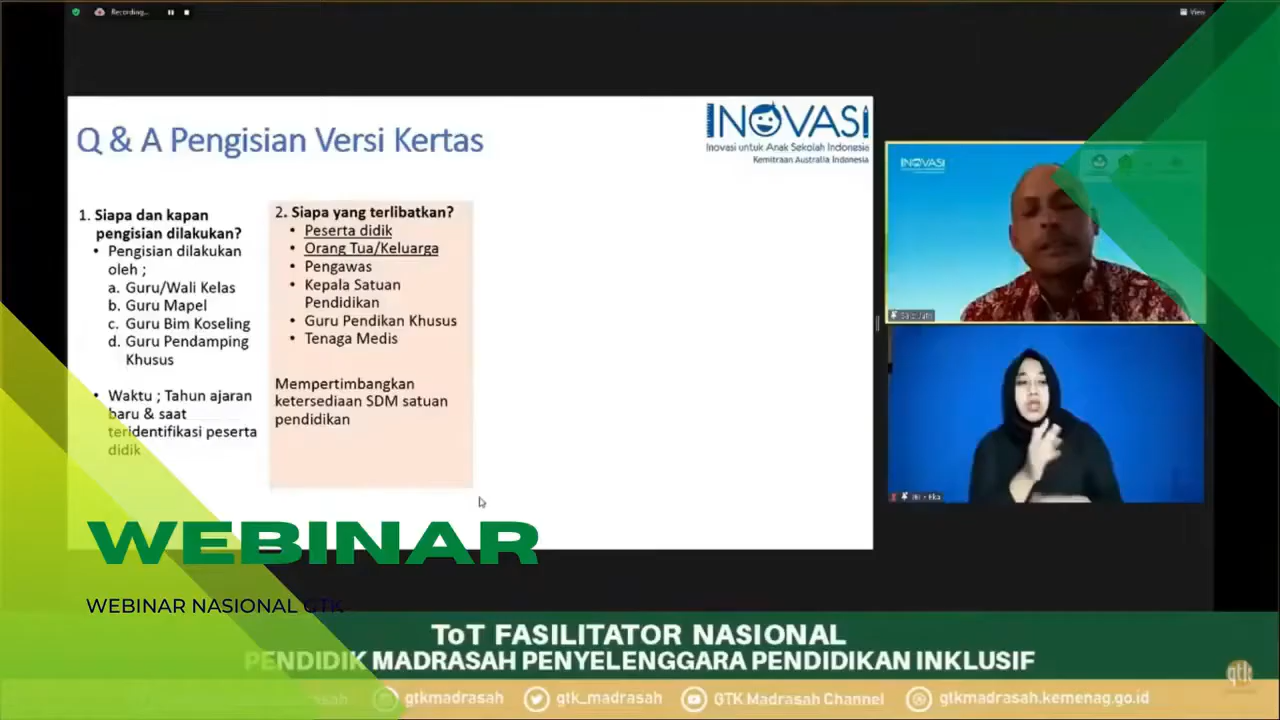 Recording...
View
Q & A Pengisian Versi Kertas
INOVASI
Inovasi untuk Anak Sekolah Indonesia
Kemitraan Australia Indonesia
1. Siapa dan kapan
pengisian dilakukan?
• Pengisian dilakukan
oleh ;
a. Guru/Wali Kelas
b. Guru Mapel
c. Guru Bim Koseling
d. Guru Pendamping
Khusus
• Waktu ; Tahun ajaran
baru & saat
teridentifikasi peserta
didik
2. Siapa yang terlibatkan?
• Peserta didik
• Orang Tua/Keluarga
• Pengawas
• Kepala Satuan
Pendidikan
• Guru Pendikan Khusus
• Tenaga Medis
Mempertimbangkan
ketersediaan SDM satuan
pendidikan
INOVASI
WEBINAR
WEBINAR NASIONAL GTK
ToT FASILITATOR NASIONAL
PENDIDIK MADRASAH PENYELENGGARA PENDIDIKAN INKLUSIF
gtk
gtkmadrasah
gtk_madrasah
GTK Madrasah Channel
gtkmadrasah.kemenag.go.id